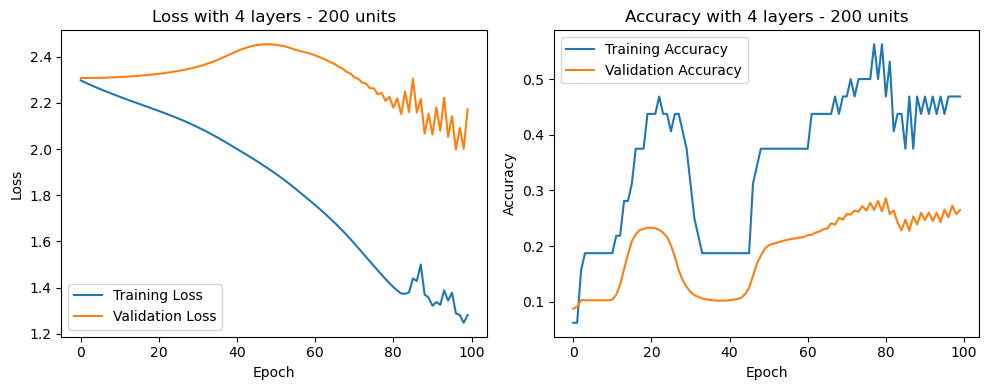 Loss with 4 layers - 200 units
2.4
2.2
2.0
1.8
1.6
1.4
1.2
Loss
Training Loss
Validation Loss
0 20 40 60 80 100
Epoch
Accuracy with 4 layers - 200 units
Training Accuracy
Validation Accuracy
0.5
0.4
0.3
0.2
0.1
Accuracy
0 20 40 60 80 100
Epoch